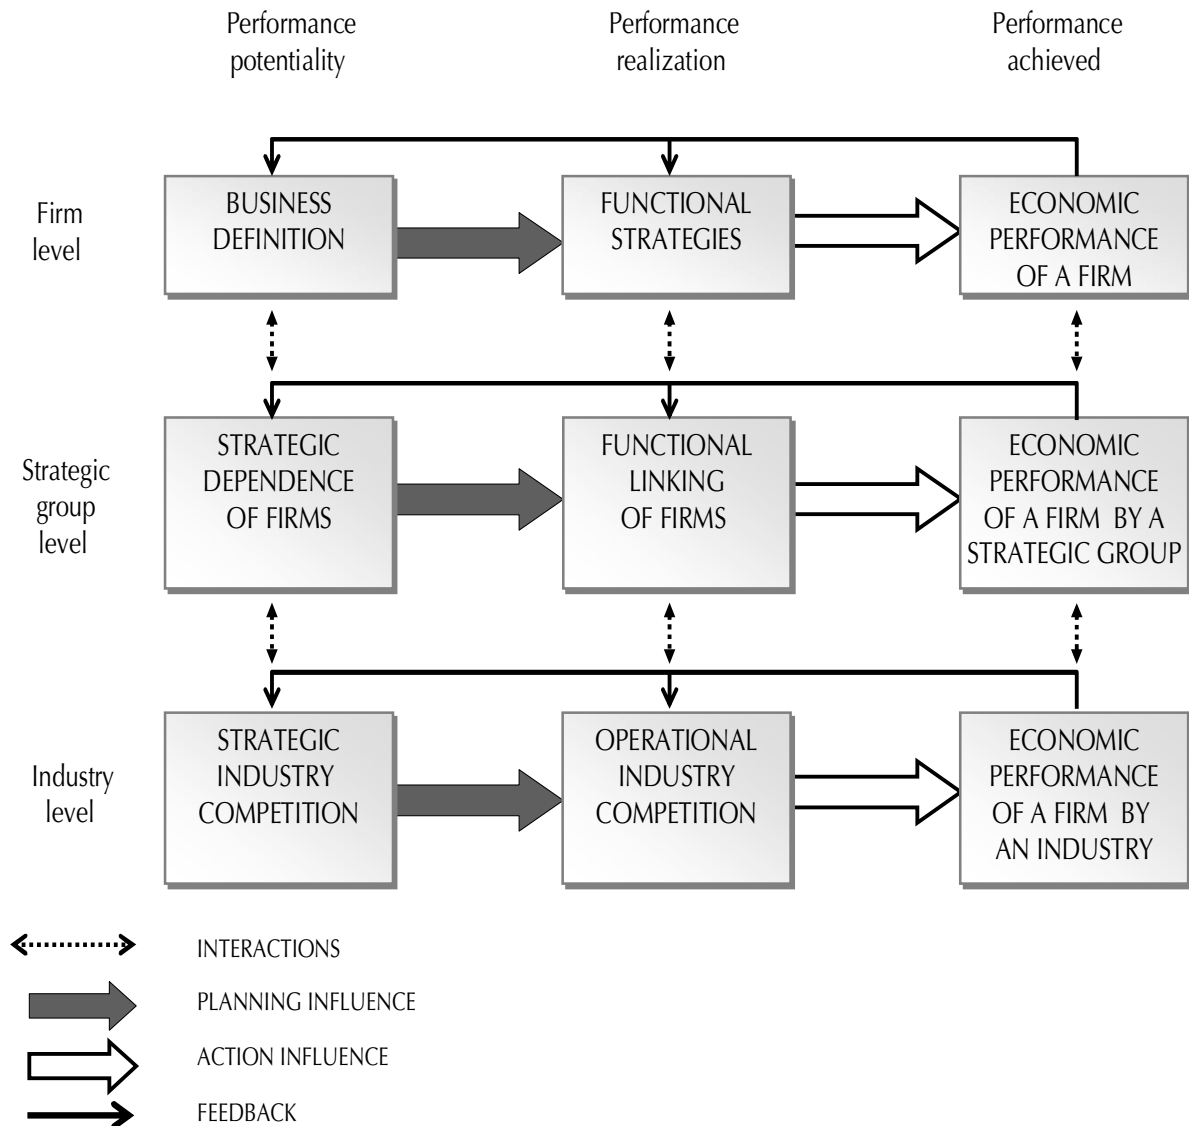 Performance
potentiality
Performance
realization
Performance
achieved
Firm
level
BUSINESS
DEFINITION
FUNCTIONAL
STRATEGIES
ECONOMIC
PERFORMANCE
OF A FIRM
Strategic
group
level
STRATEGIC
DEPENDENCE
OF FIRMS
FUNCTIONAL
LINKING
OF FIRMS
ECONOMIC
PERFORMANCE
OF A FIRM BY A
STRATEGIC GROUP
Industry
level
STRATEGIC
INDUSTRY
COMPETITION
OPERATIONAL
INDUSTRY
COMPETITION
ECONOMIC
PERFORMANCE
OF A FIRM BY
AN INDUSTRY
INTERACTIONS
PLANNING INFLUENCE
ACTION INFLUENCE
FEEDBACK